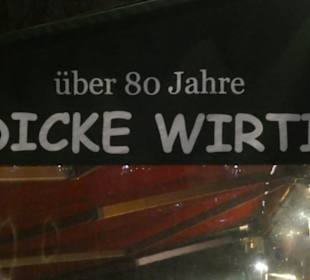 über 80 Jahre
DICKE WIRTI